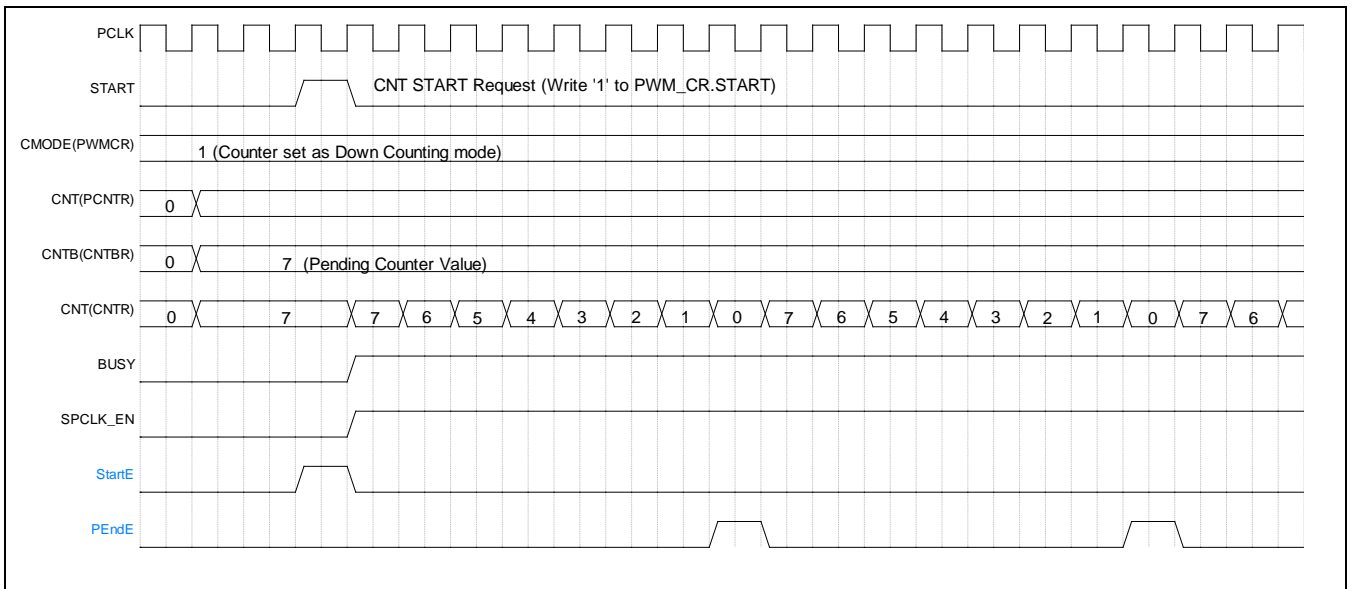 PCLK
START CNT START Request (Write '1' to PWM_CR.START)
CMODE(PWMCR) 1 (Counter set as Down Counting mode)
CNT(PCNTR) 0
CNTB(CNTBR) 0 7 (Pending Counter Value)
CNT(CNTR) 0 7 7 6 5 4 3 2 1 0 7 6 5 4 3 2 1 0 7 6
BUSY
SPCLK_EN
StartE
PEndE